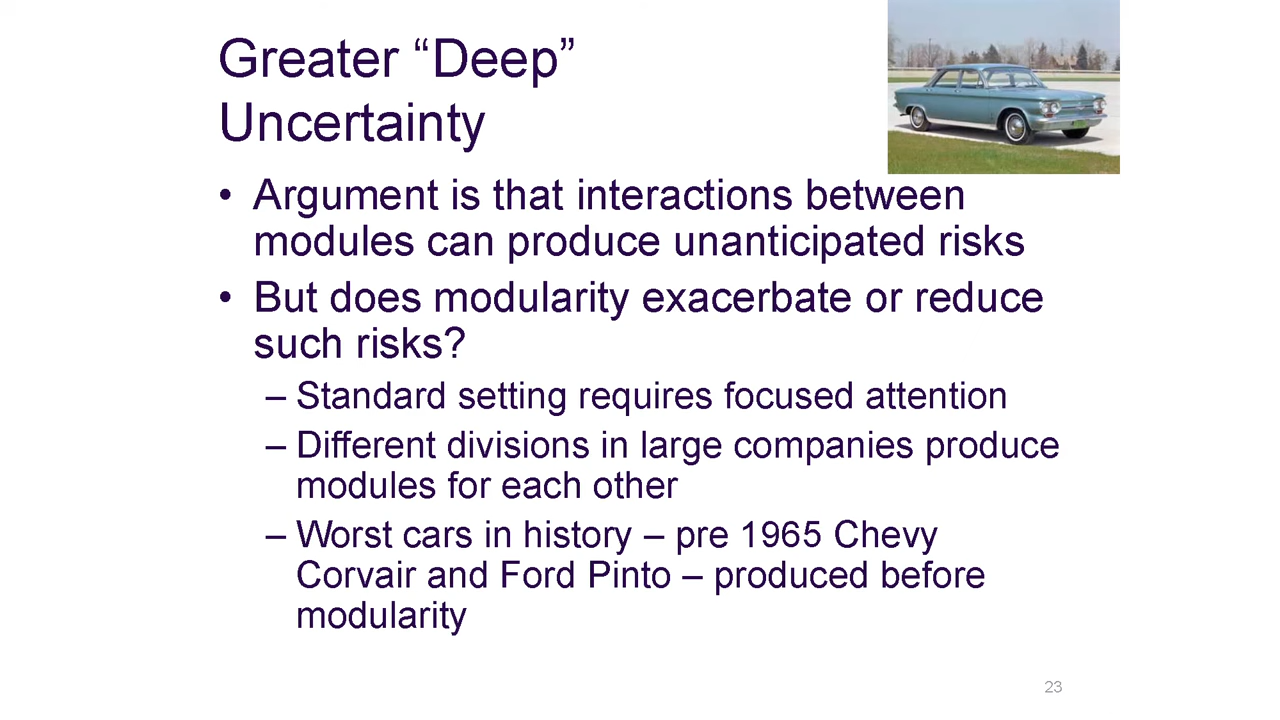 Greater “Deep”
Uncertainty
• Argument is that interactions between
modules can produce unanticipated risks
• But does modularity exacerbate or reduce
such risks?
– Standard setting requires focused attention
– Different divisions in large companies produce
modules for each other
– Worst cars in history – pre 1965 Chevy
Corvair and Ford Pinto – produced before
modularity
23